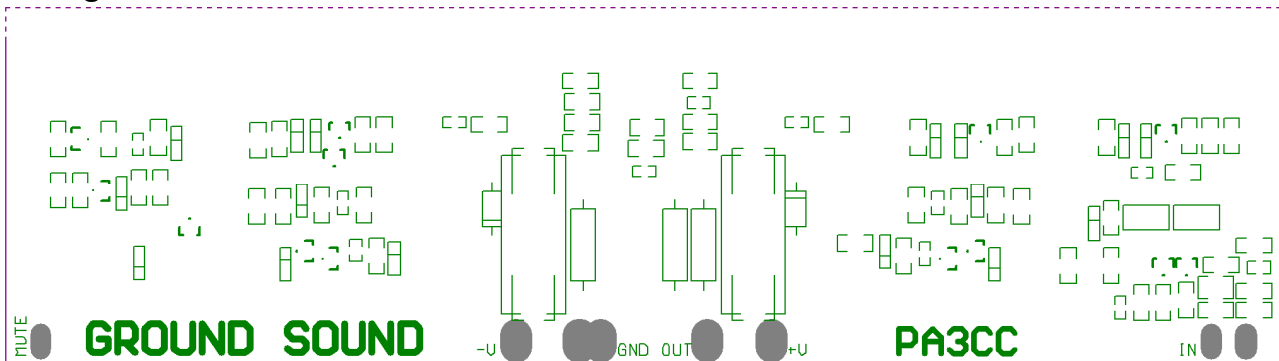 MUTE
GROUND SOUND
-V
GND OUT
+V
PA3CC
IN